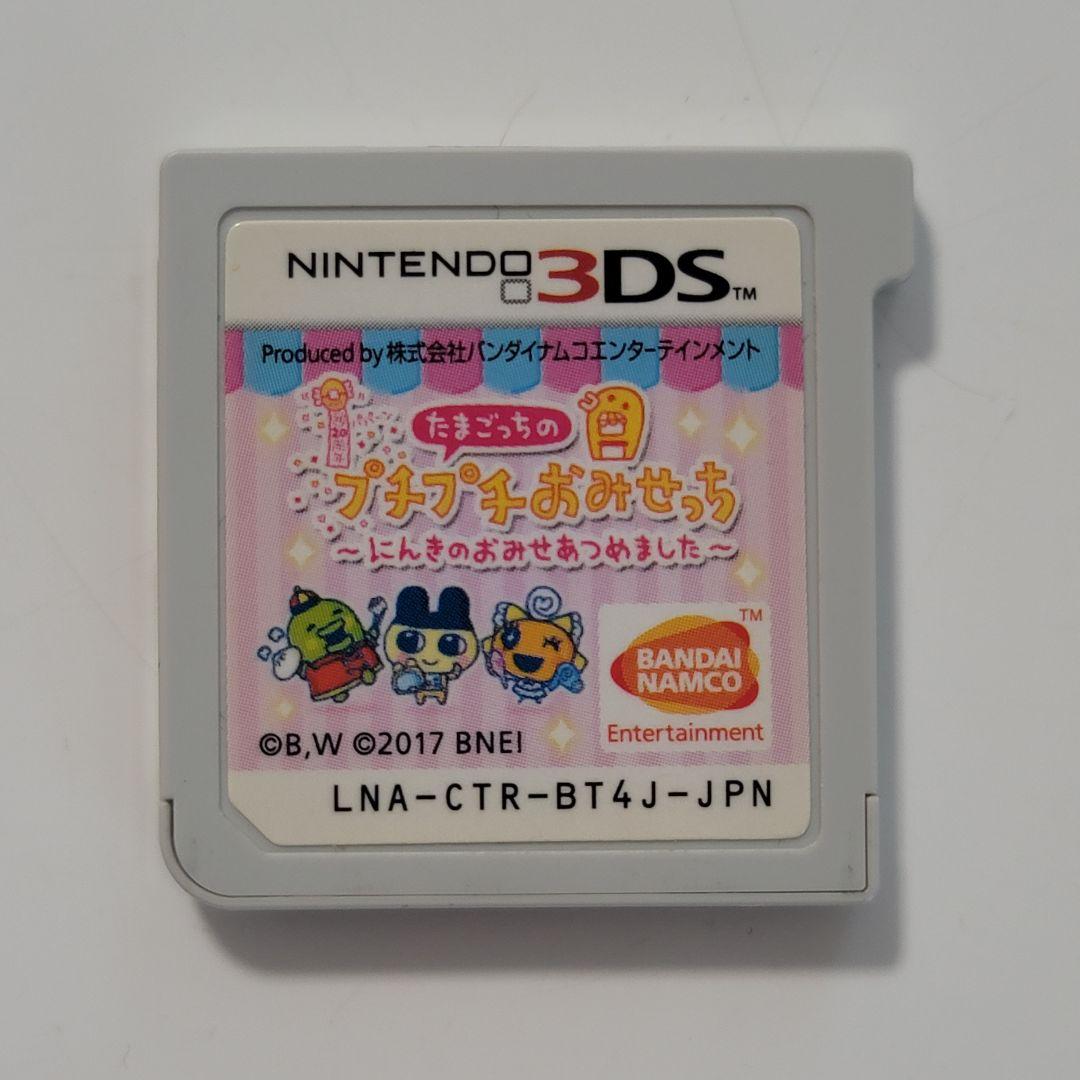 NINTENDO 3DS™
Produced by 株式会社バンダイナムコエンターテインメント
20
たまごっちの
プチプチおみせっち
～にんきのおみせあつめました～
TM
BANDAI
NAMCO
Entertainment
©B,W ©2017 BNEI
LNA-CTR-BT4J-JPN